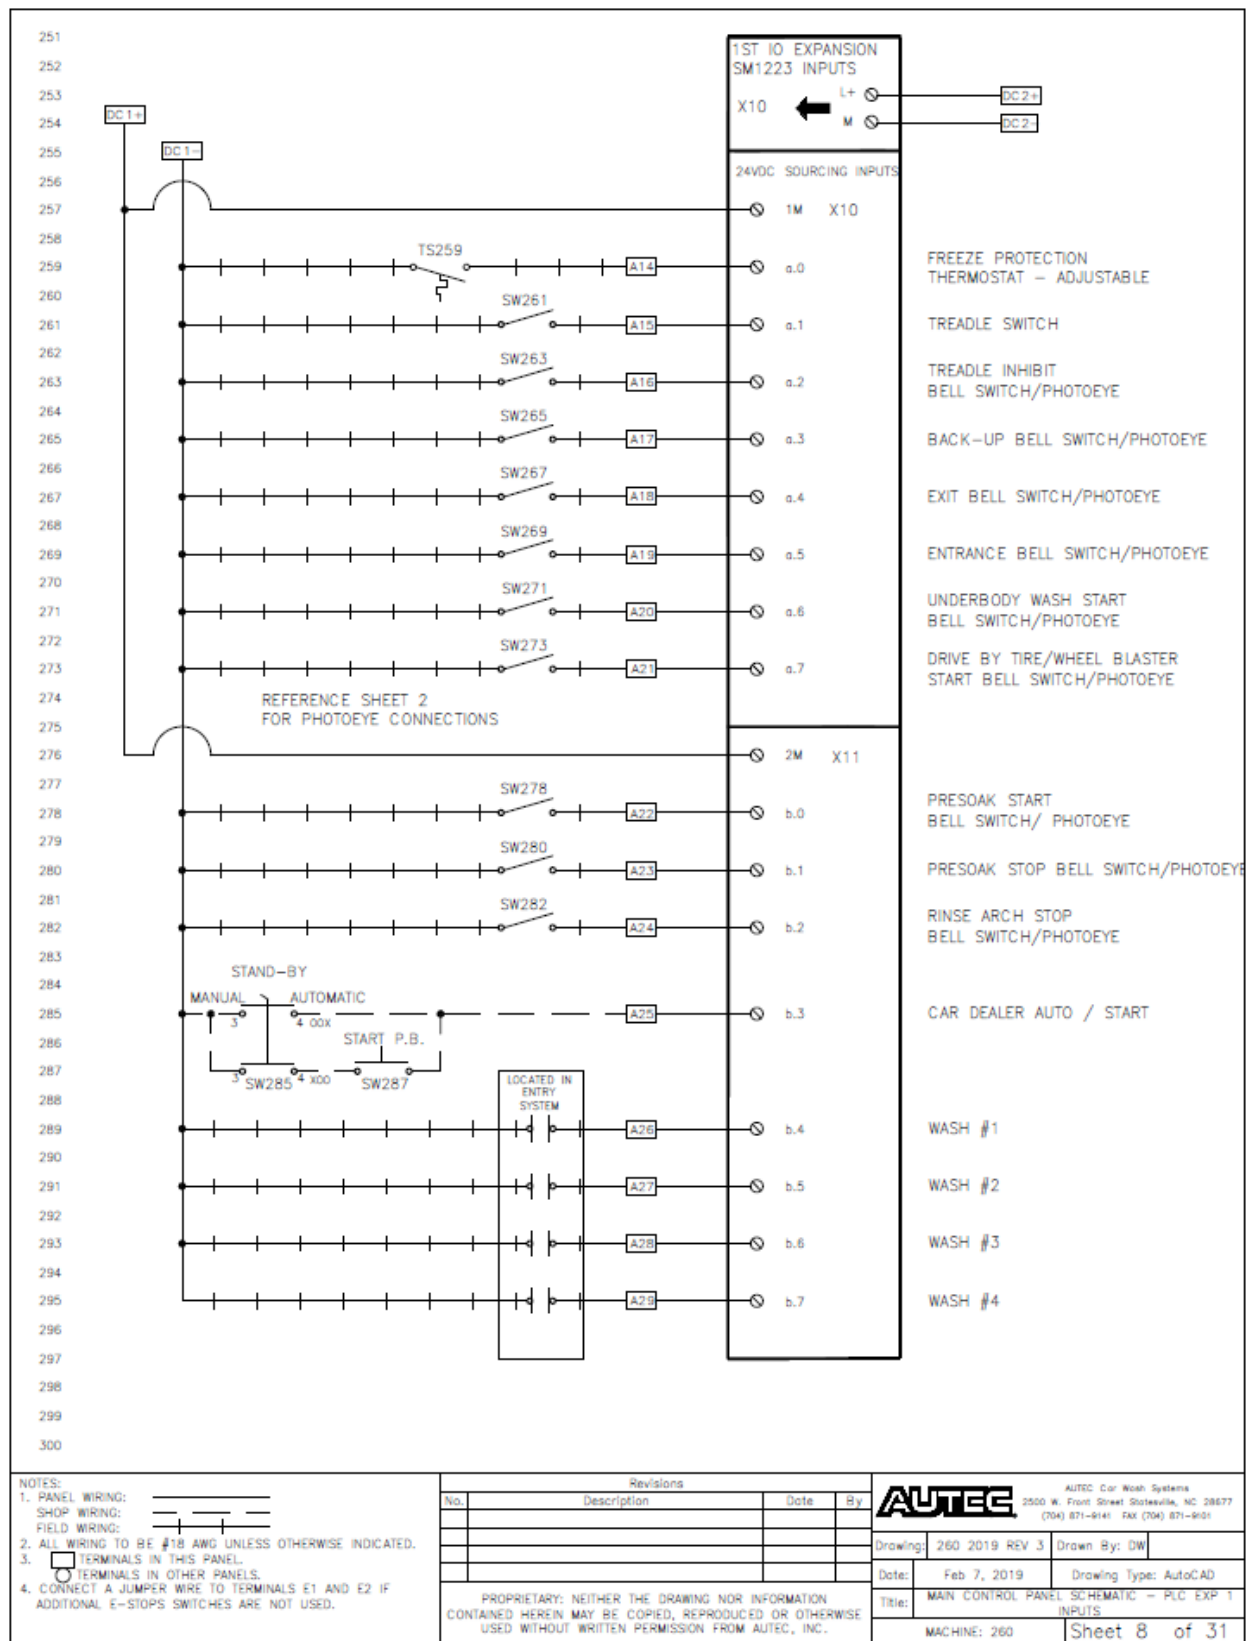 251
252
253
254
255
256
257
258
259
260
261
262
263
264
265
266
267
268
269
270
271
272
273
274
275
276
277
278
279
280
281
282
283
284
285
286
287
288
289
290
291
292
293
294
295
296
297
298
299
300
1ST IO EXPANSION
SM1223 INPUTS
X10 L+
M
DC2+
DC2-
DC1+
DC1-
24VDC SOURCING INPUTS
1M X10
TS259 A14 a.0
FREEZE PROTECTION
THERMOSTAT – ADJUSTABLE
SW261 A15 a.1 TREADLE SWITCH
SW263 A16 a.2
TREADLE INHIBIT
BELL SWITCH/PHOTOEYE
SW265 A17 a.3 BACK-UP BELL SWITCH/PHOTOEYE
SW267 A18 a.4 EXIT BELL SWITCH/PHOTOEYE
SW269 A19 a.5 ENTRANCE BELL SWITCH/PHOTOEYE
SW271 A20 a.6
UNDERBODY WASH START
BELL SWITCH/PHOTOEYE
SW273 A21 a.7
DRIVE BY TIRE/WHEEL BLASTER
START BELL SWITCH/PHOTOEYE
REFERENCE SHEET 2
FOR PHOTOEYE CONNECTIONS
2M X11
SW278 A22 b.0
PRESOAK START
BELL SWITCH/ PHOTOEYE
SW280 A23 b.1 PRESOAK STOP BELL SWITCH/PHOTOEYE
SW282 A24 b.2
RINSE ARCH STOP
BELL SWITCH/PHOTOEYE
STAND-BY
MANUAL AUTOMATIC
3 4 OOX A25 b.3 CAR DEALER AUTO / START
START P.B.
3 SW285 4 XOO SW287
LOCATED IN
ENTRY
SYSTEM
A26 b.4 WASH #1
A27 b.5 WASH #2
A28 b.6 WASH #3
A29 b.7 WASH #4
NOTES:
1. PANEL WIRING:
SHOP WIRING:
FIELD WIRING:
2. ALL WIRING TO BE #18 AWG UNLESS OTHERWISE INDICATED.
3. TERMINALS IN THIS PANEL.
TERMINALS IN OTHER PANELS.
4. CONNECT A JUMPER WIRE TO TERMINALS E1 AND E2 IF
ADDITIONAL E-STOPS SWITCHES ARE NOT USED.
Revisions
No. Description Date By
PROPRIETARY: NEITHER THE DRAWING NOR INFORMATION
CONTAINED HEREIN MAY BE COPIED, REPRODUCED OR OTHERWISE
USED WITHOUT WRITTEN PERMISSION FROM AUTEC, INC.
AUTEC
AUTEC Car Wash Systems
2500 W. Front Street Statesville, NC 28677
(704) 871-9141 FAX (704) 871-9101
Drawing: 260 2019 REV 3 Drawn By: DW
Date: Feb 7, 2019 Drawing Type: AutoCAD
Title: MAIN CONTROL PANEL SCHEMATIC – PLC EXP 1
INPUTS
MACHINE: 260 Sheet 8 of 31